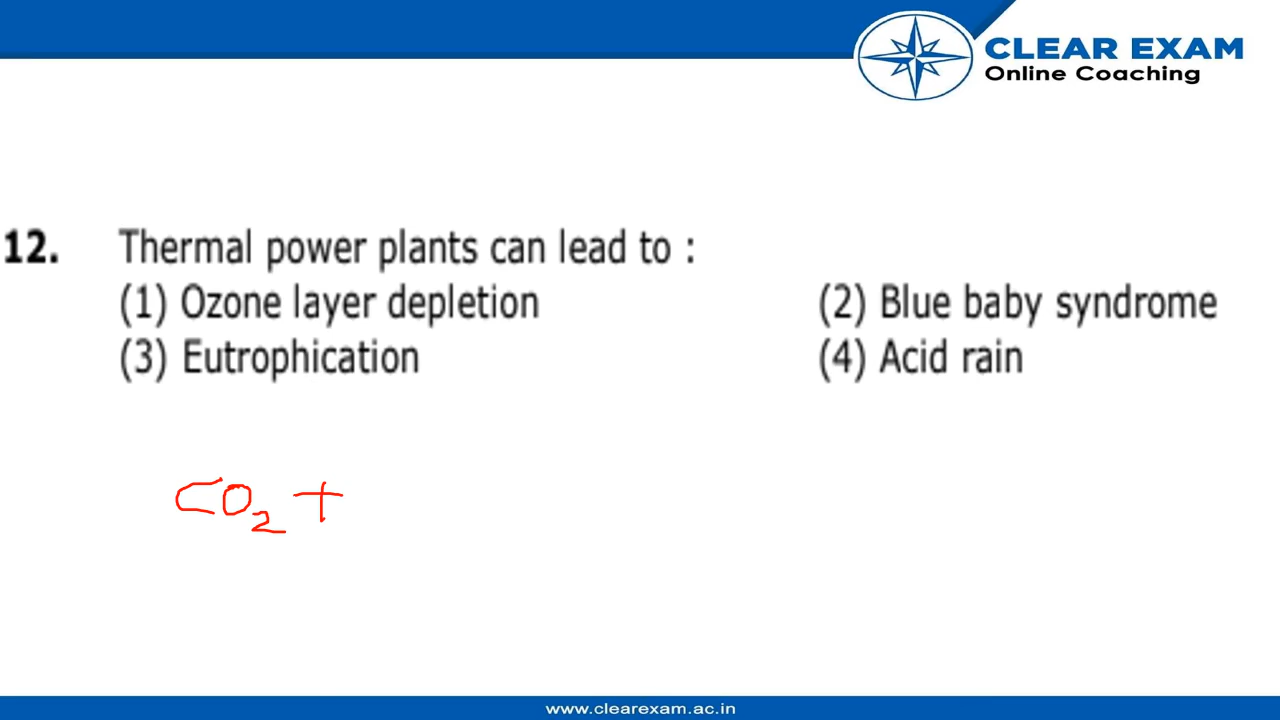 CLEAR EXAM
Online Coaching
12. Thermal power plants can lead to :
(1) Ozone layer depletion (2) Blue baby syndrome
(3) Eutrophication (4) Acid rain
CO₂ +
www.clearexam.ac.in